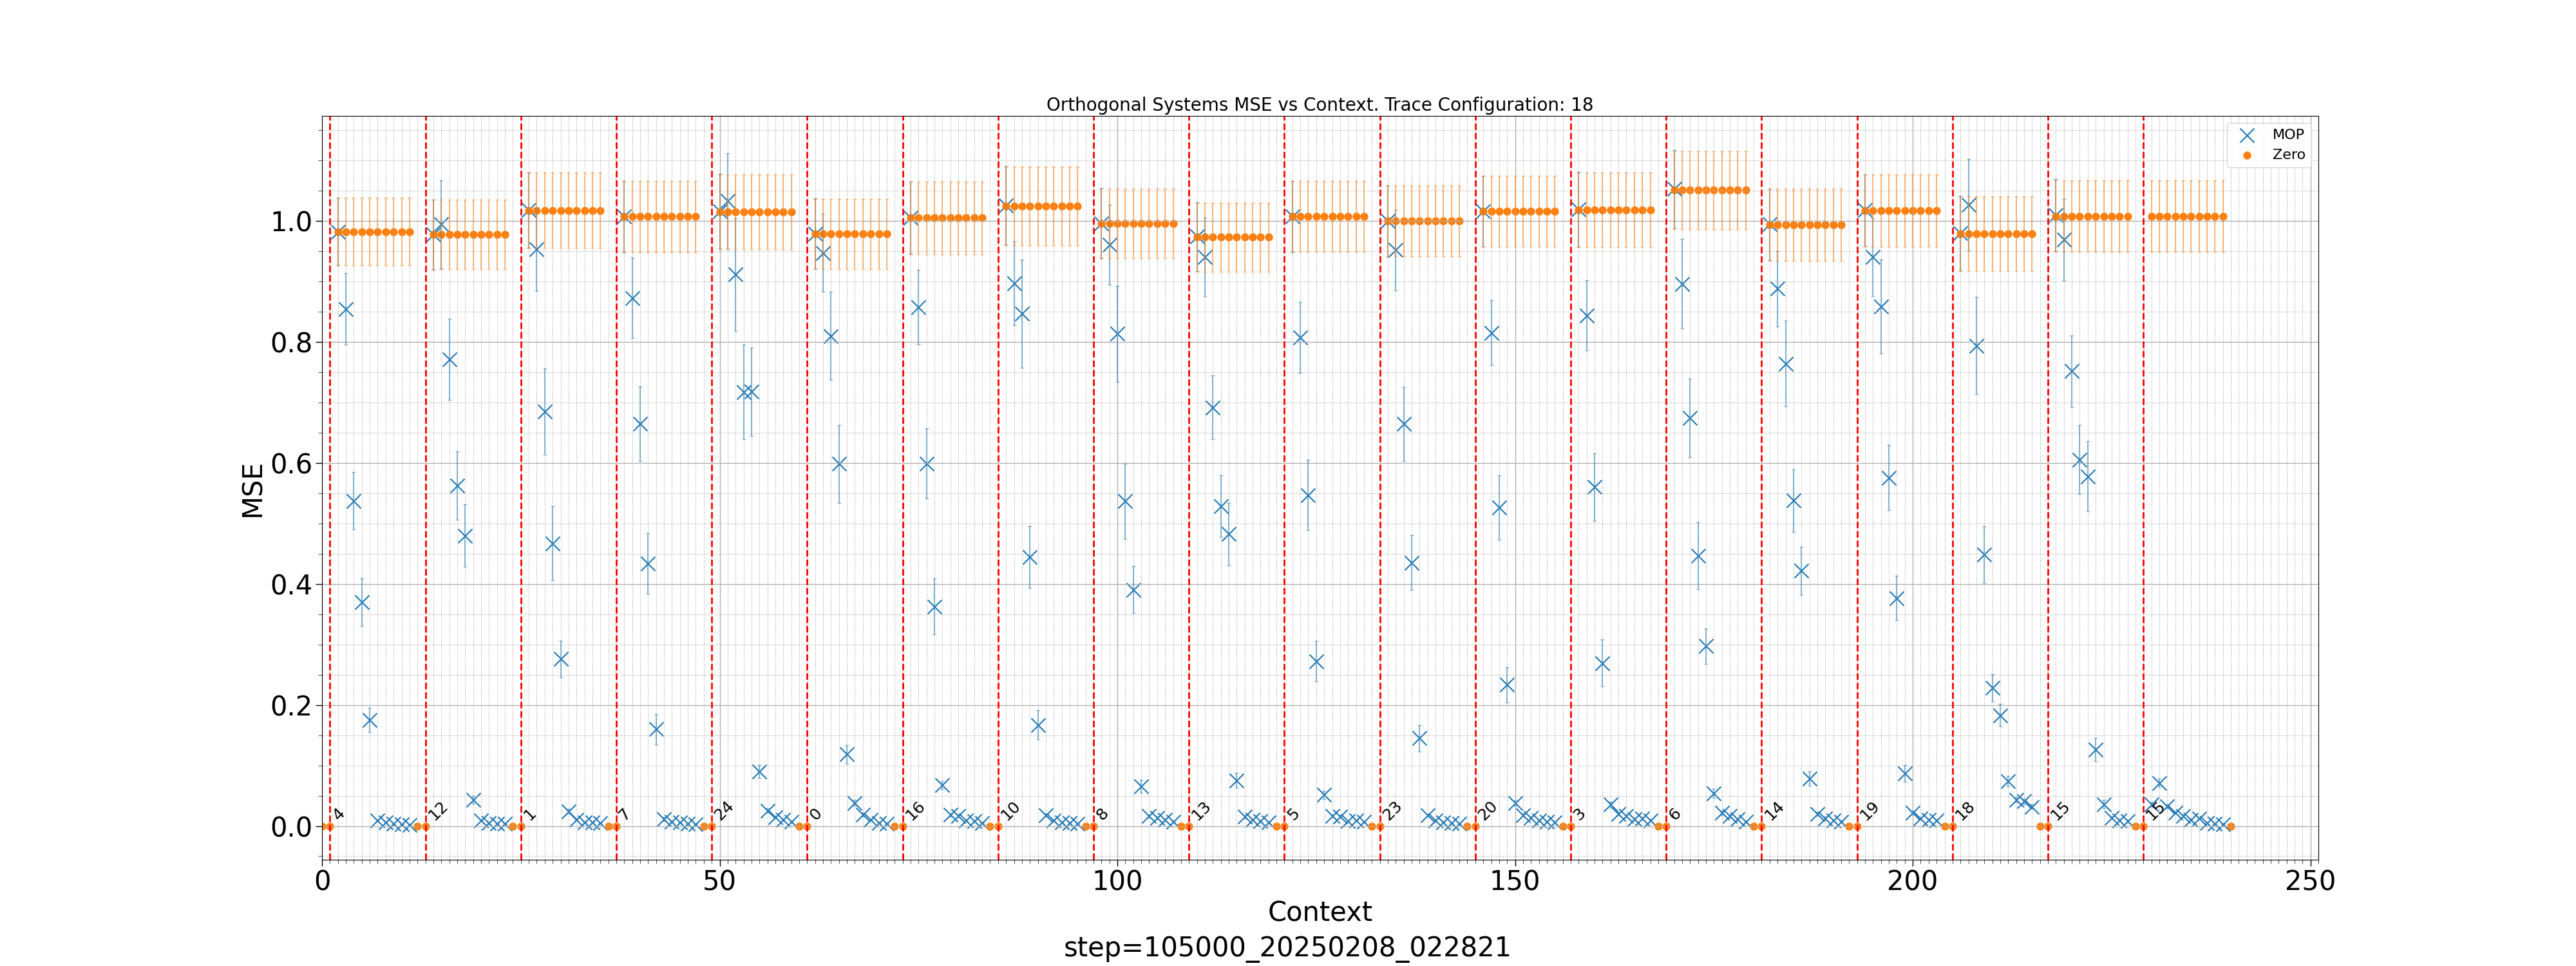 Orthogonal Systems MSE vs Context. Trace Configuration: 18
MOP
Zero
MSE
1.0
0.8
0.6
0.4
0.2
0.0
4 12 1 7 24 0 16 10 8 13 5 23 20 3 6 14 19 18 15 15
0 50 100 150 200 250
Context
step=105000_20250208_022821